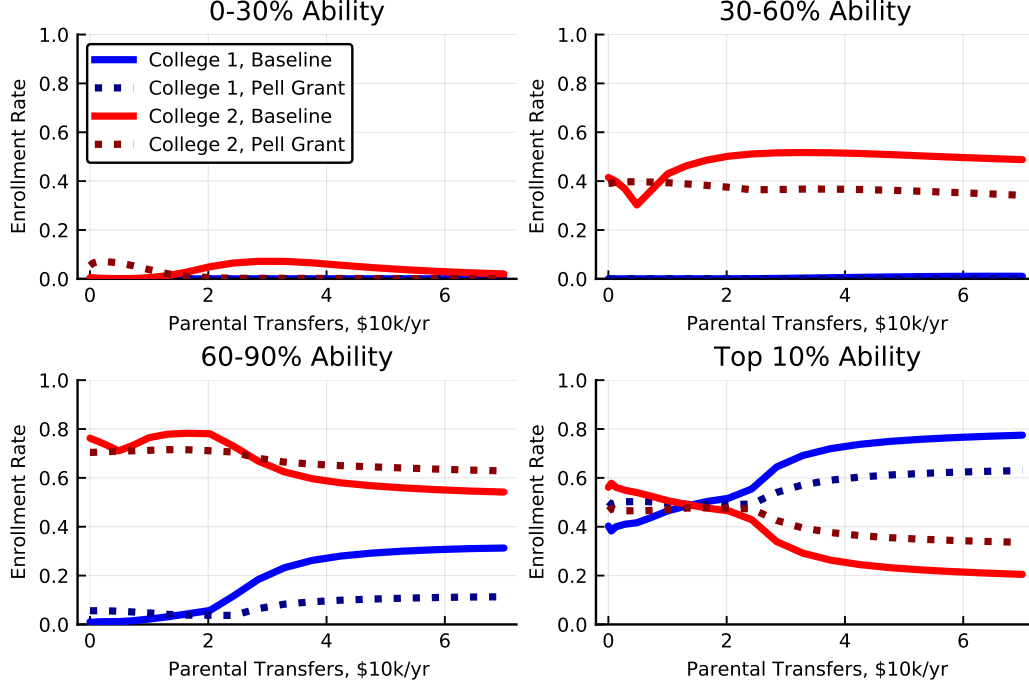 0-30% Ability
1.0
0.8
0.6
0.4
0.2
0.0
Enrollment Rate
College 1, Baseline
College 1, Pell Grant
College 2, Baseline
College 2, Pell Grant
0 2 4 6
Parental Transfers, $10k/yr
30-60% Ability
1.0
0.8
0.6
0.4
0.2
0.0
Enrollment Rate
0 2 4 6
Parental Transfers, $10k/yr
60-90% Ability
1.0
0.8
0.6
0.4
0.2
0.0
Enrollment Rate
0 2 4 6
Parental Transfers, $10k/yr
Top 10% Ability
1.0
0.8
0.6
0.4
0.2
0.0
Enrollment Rate
0 2 4 6
Parental Transfers, $10k/yr